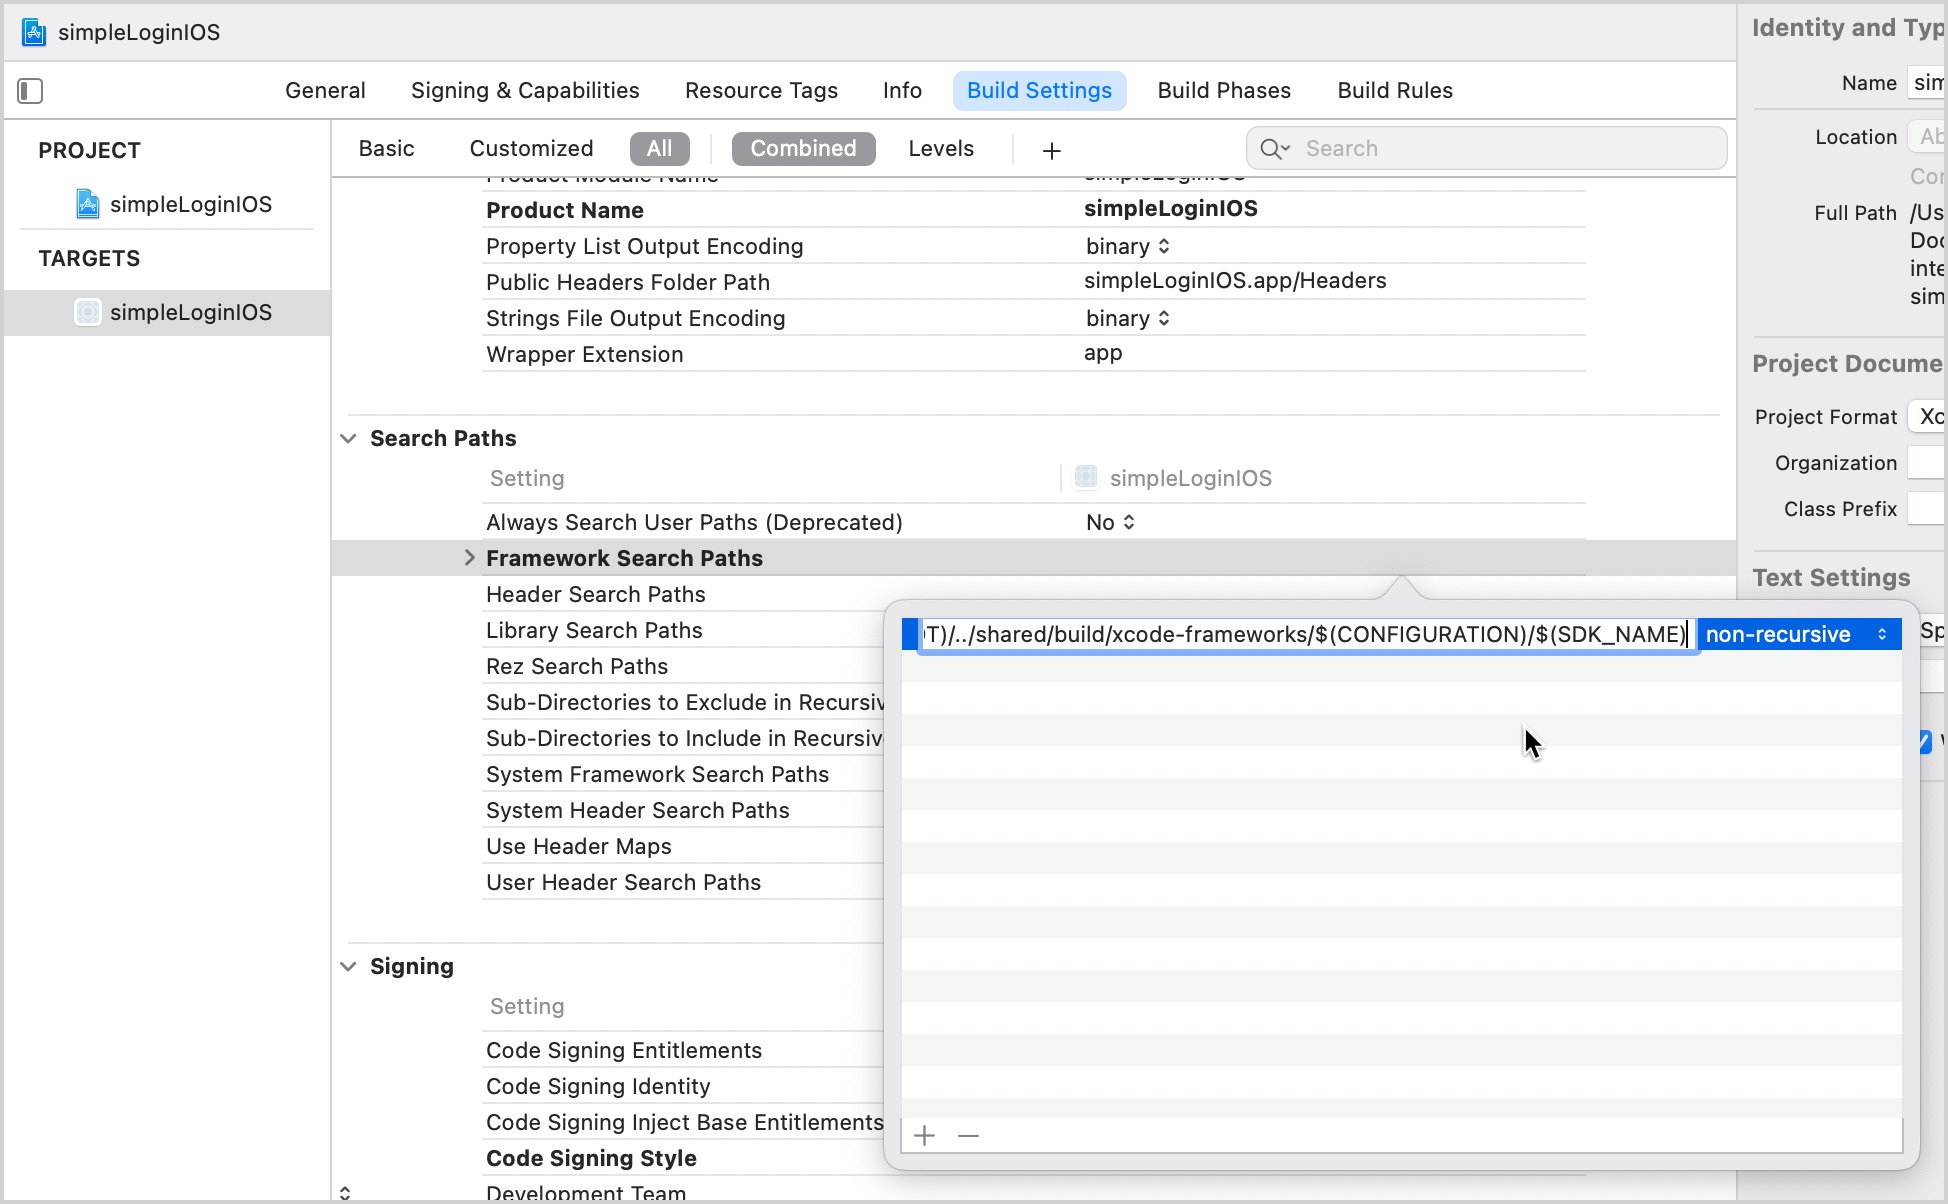 simpleLoginIOS
General Signing & Capabilities Resource Tags Info Build Settings Build Phases Build Rules
PROJECT
simpleLoginIOS
TARGETS
simpleLoginIOS
Basic Customized All Combined Levels Search
Product Module Name simpleLoginIOS
Product Name simpleLoginIOS
Property List Output Encoding binary
Public Headers Folder Path simpleLoginIOS.app/Headers
Strings File Output Encoding binary
Wrapper Extension app
Search Paths
Setting simpleLoginIOS
Always Search User Paths (Deprecated) No
Framework Search Paths
Header Search Paths
Library Search Paths
Rez Search Paths
Sub-Directories to Exclude in Recursiv
Sub-Directories to Include in Recursiv
System Framework Search Paths
System Header Search Paths
Use Header Maps
User Header Search Paths
T)/../shared/build/xcode-frameworks/$(CONFIGURATION)/$(SDK_NAME) non-recursive
Signing
Setting
Code Signing Entitlements
Code Signing Identity
Code Signing Inject Base Entitlements
Code Signing Style
Development Team
Identity and Typ
Name sim
Location Ab
Con
Full Path /Us
Doc
inte
sim
Project Docume
Project Format Xc
Organization
Class Prefix
Text Settings
Sp